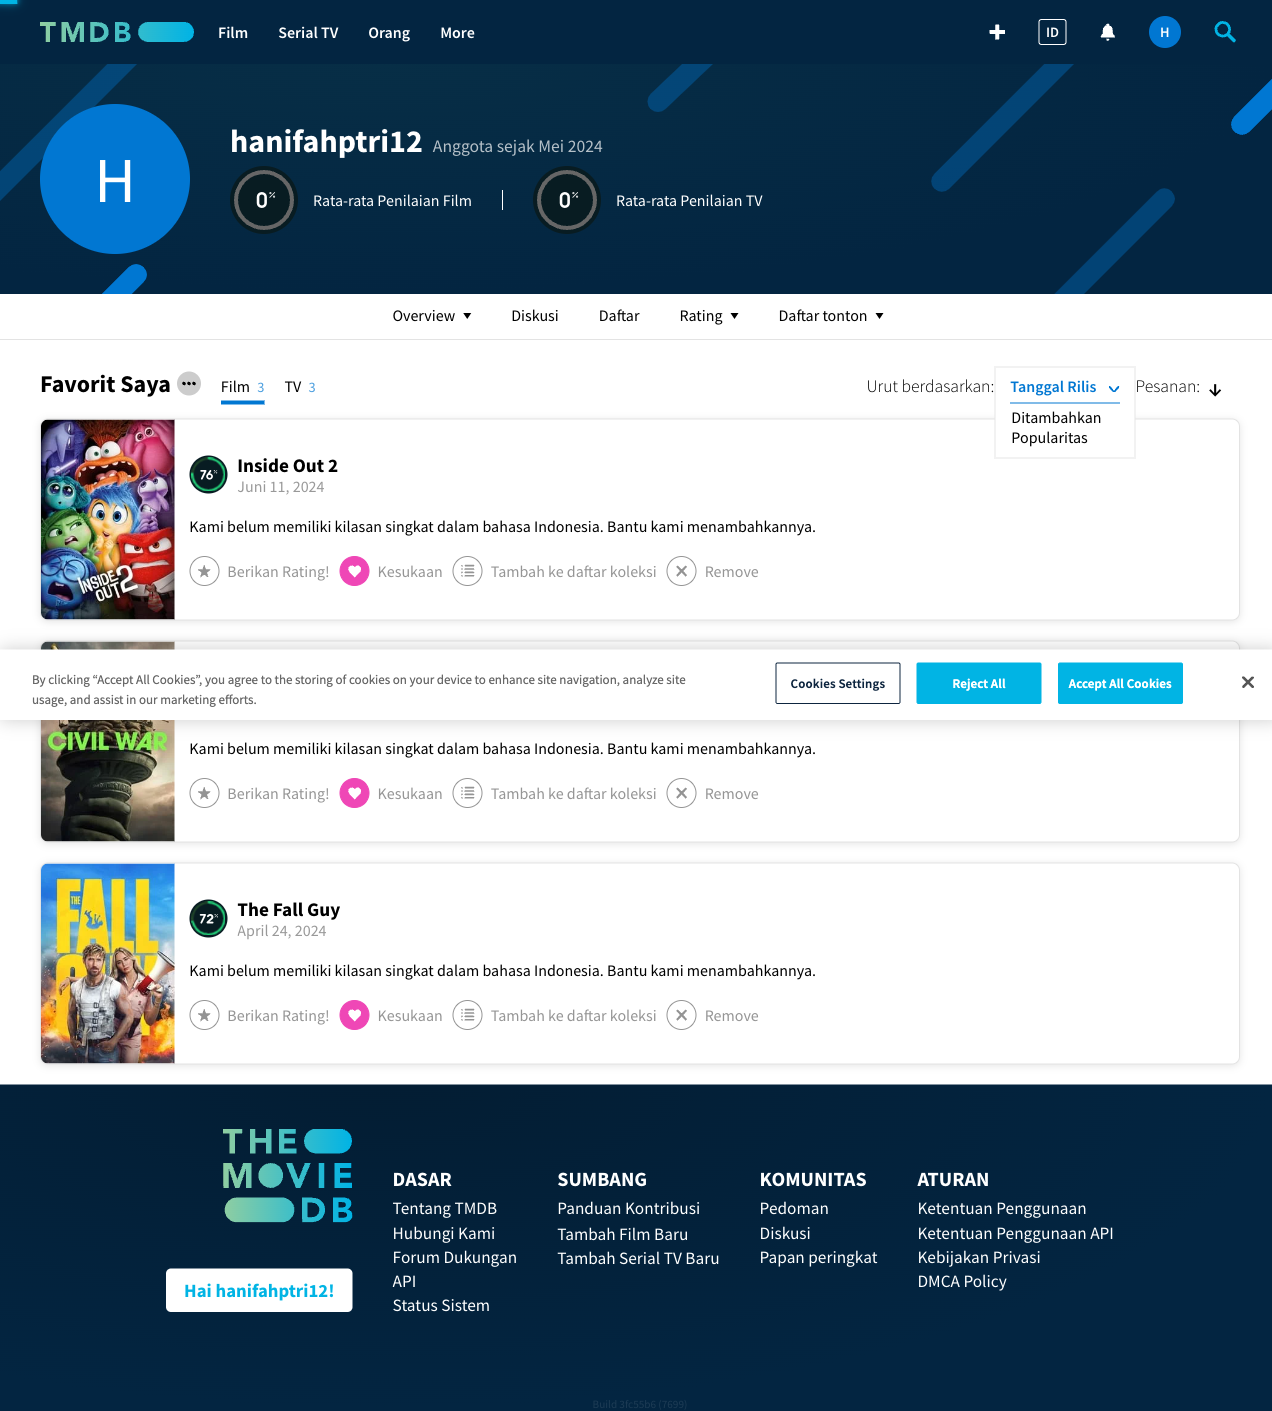 TMDB Film Serial TV Orang More ID H
H
hanifahptri12 Anggota sejak Mei 2024
0% Rata-rata Penilaian Film 0% Rata-rata Penilaian TV
Overview Diskusi Daftar Rating Daftar tonton
Favorit Saya Film 3 TV 3 Urut berdasarkan: Tanggal Rilis Pesanan:
Ditambahkan
Popularitas
76% Inside Out 2
Juni 11, 2024
Kami belum memiliki kilasan singkat dalam bahasa Indonesia. Bantu kami menambahkannya.
Berikan Rating! Kesukaan Tambah ke daftar koleksi Remove
INSIDE
OUT 2
By clicking “Accept All Cookies”, you agree to the storing of cookies on your device to enhance site navigation, analyze site
usage, and assist in our marketing efforts.
Cookies Settings Reject All Accept All Cookies
CIVIL WAR
Kami belum memiliki kilasan singkat dalam bahasa Indonesia. Bantu kami menambahkannya.
Berikan Rating! Kesukaan Tambah ke daftar koleksi Remove
THE
FALL
GUY
72% The Fall Guy
April 24, 2024
Kami belum memiliki kilasan singkat dalam bahasa Indonesia. Bantu kami menambahkannya.
Berikan Rating! Kesukaan Tambah ke daftar koleksi Remove
THE
MOVIE
DB
Hai hanifahptri12!
DASAR
Tentang TMDB
Hubungi Kami
Forum Dukungan
API
Status Sistem
SUMBANG
Panduan Kontribusi
Tambah Film Baru
Tambah Serial TV Baru
KOMUNITAS
Pedoman
Diskusi
Papan peringkat
ATURAN
Ketentuan Penggunaan
Ketentuan Penggunaan API
Kebijakan Privasi
DMCA Policy
Build 3fc55b6 (7699)